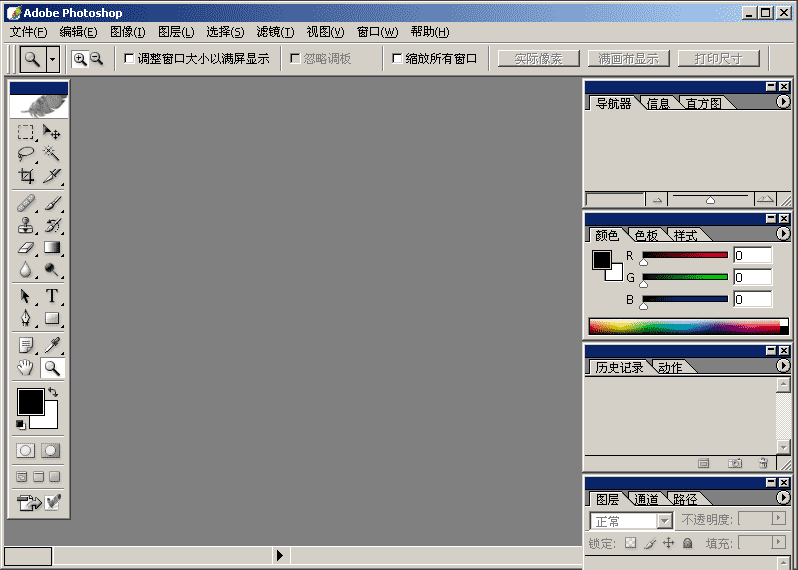 Adobe Photoshop
文件(F) 编辑(E) 图像(I) 图层(L) 选择(S) 滤镜(T) 视图(V) 窗口(W) 帮助(H)
调整窗口大小以满屏显示 忽略调板 缩放所有窗口 实际像素 满画布显示 打印尺寸
导航器 信息 直方图
颜色 色板 样式
R 0
G 0
B 0
历史记录 动作
图层 通道 路径
正常 不透明度:
锁定: 填充: